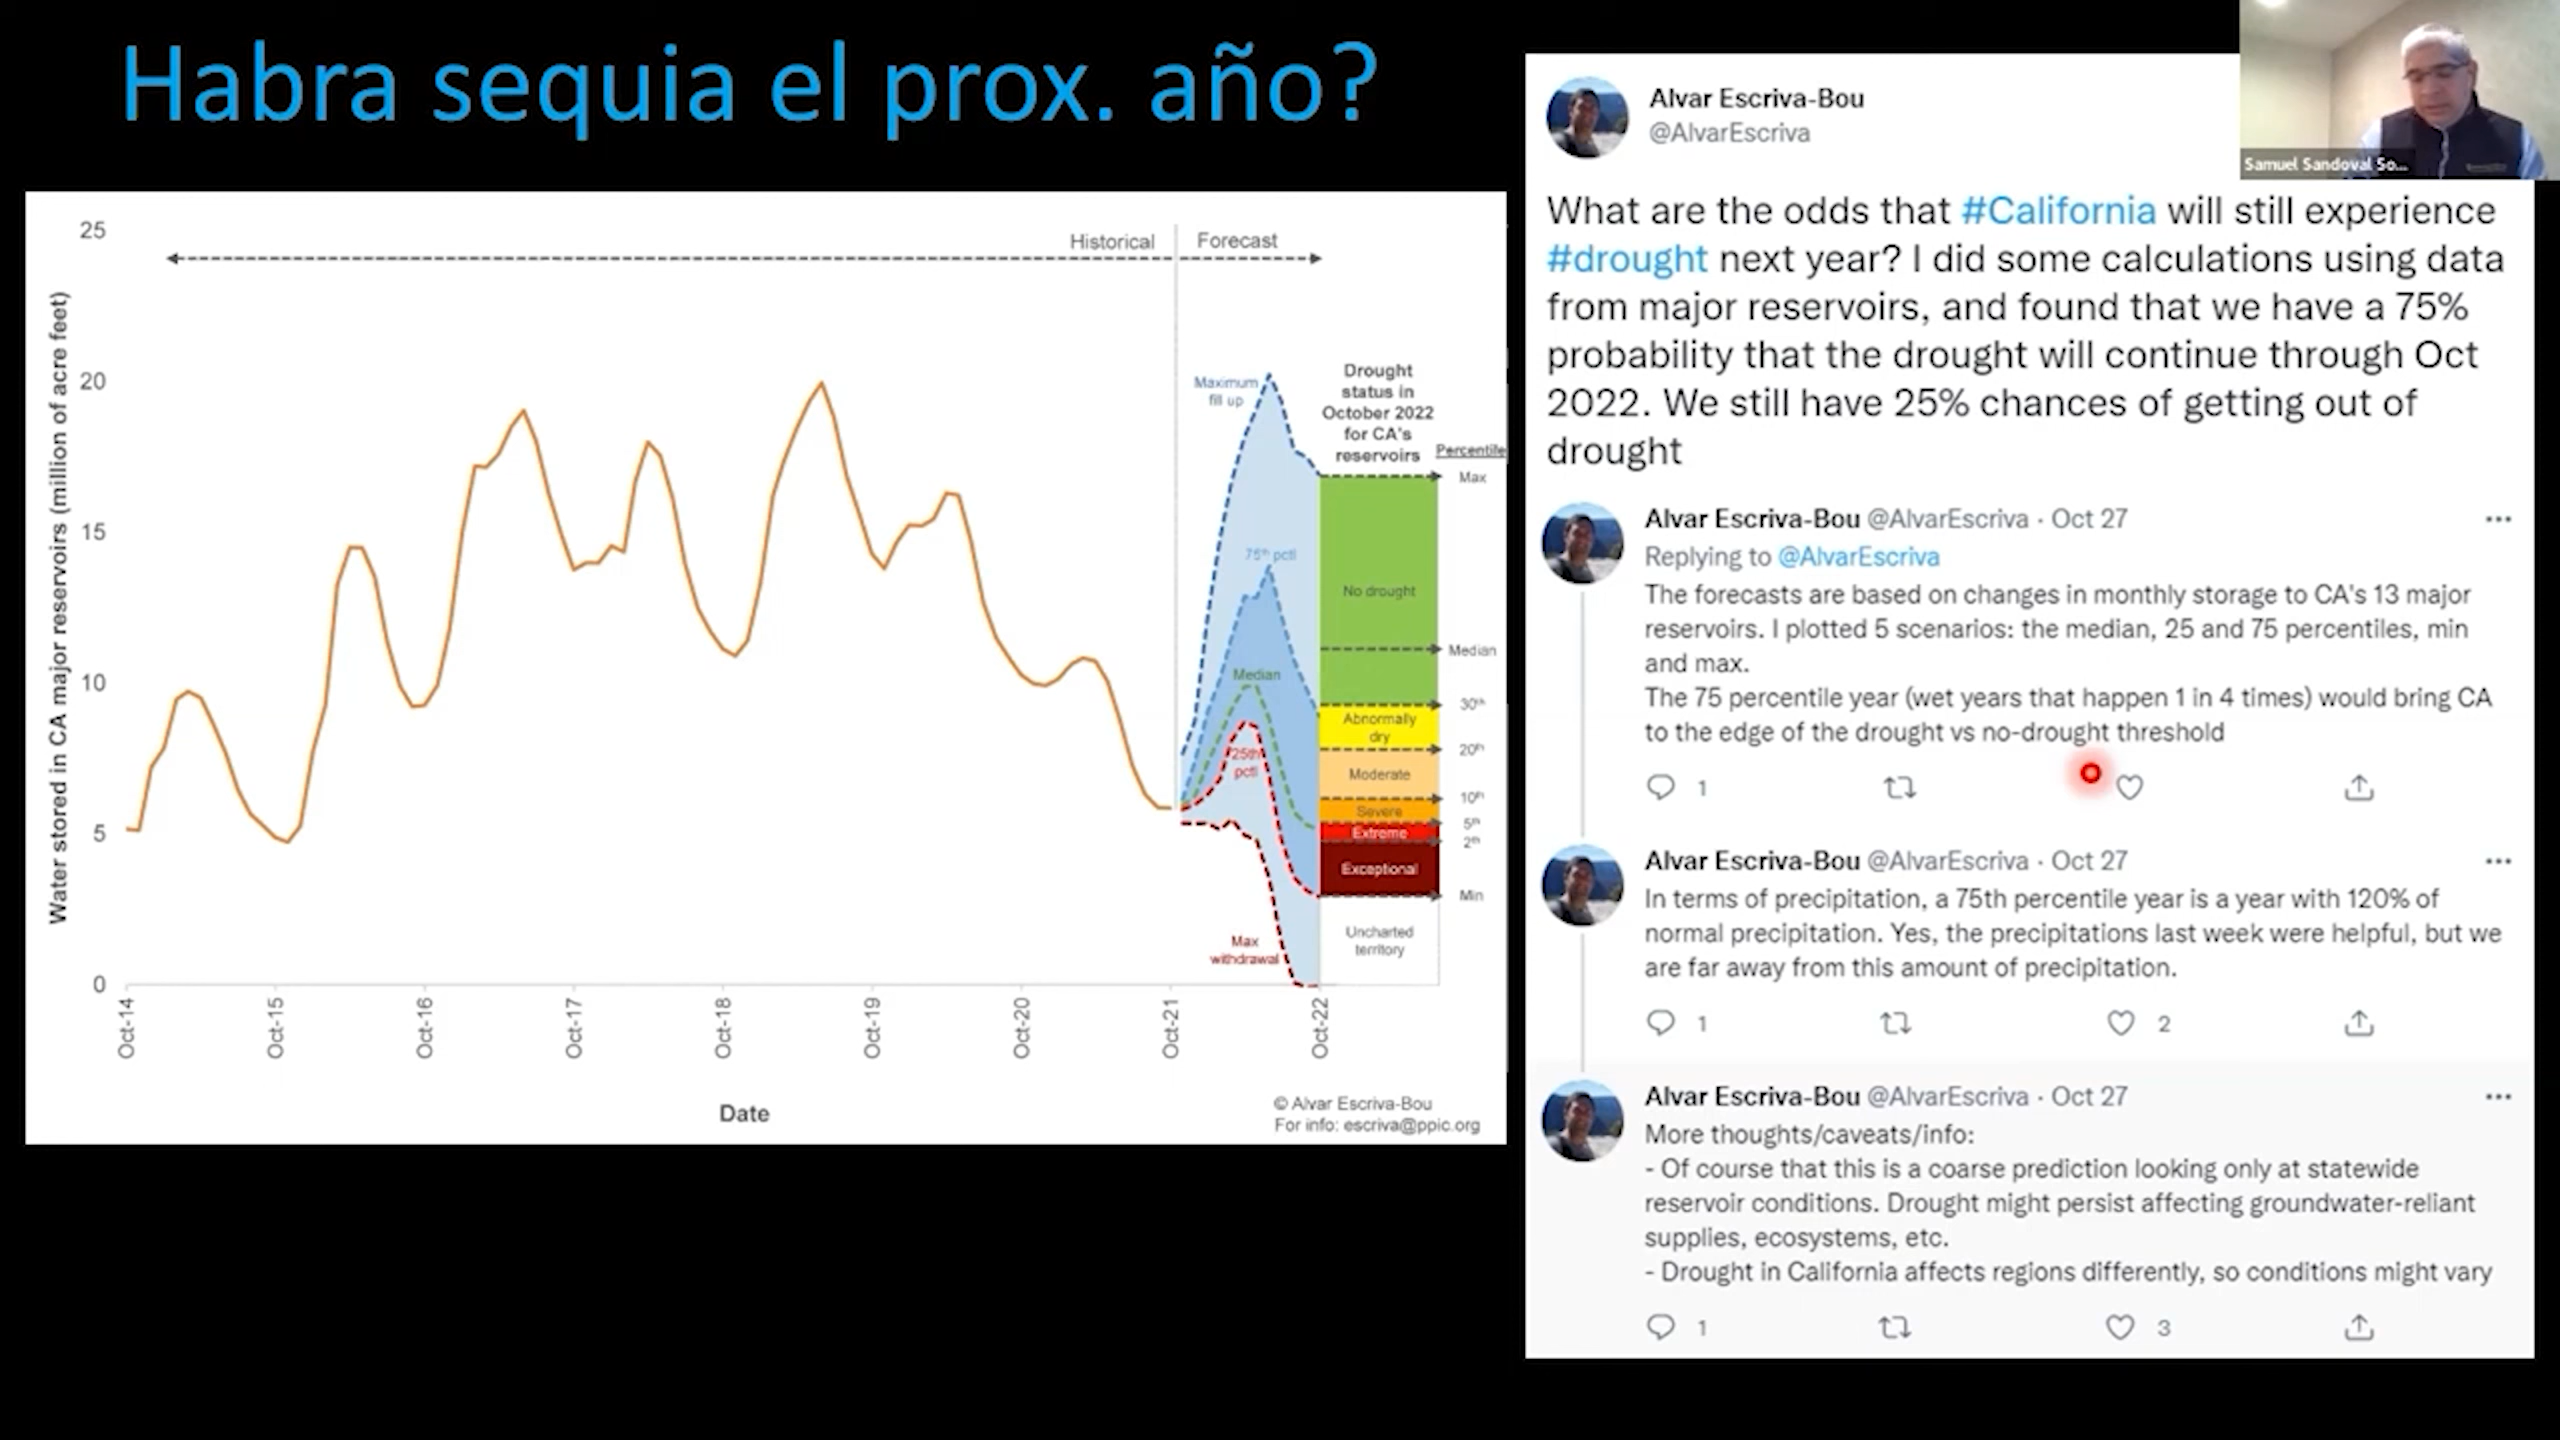 Habra sequia el prox. año?
25
20
15
10
5
0
Water stored in CA major reservoirs (million of acre feet)
Historical
Forecast
Maximum
fill up
75th pctl
Median
25th
pctl
Max
withdrawal
Drought
status in
October 2022
for CA's
reservoirs
Percentile
Max
No drought
Median
30th
Abnormally
dry
20th
Moderate
10th
Severe
5th
Extreme
2th
Exceptional
Min
Uncharted
territory
Oct-14
Oct-15
Oct-16
Oct-17
Oct-18
Oct-19
Oct-20
Oct-21
Oct-22
Date
© Alvar Escriva-Bou
For info: escriva@ppic.org
Samuel Sandoval So...
Alvar Escriva-Bou
@AlvarEscriva
What are the odds that #California will still experience
#drought next year? I did some calculations using data
from major reservoirs, and found that we have a 75%
probability that the drought will continue through Oct
2022. We still have 25% chances of getting out of
drought
Alvar Escriva-Bou @AlvarEscriva · Oct 27
Replying to @AlvarEscriva
The forecasts are based on changes in monthly storage to CA's 13 major
reservoirs. I plotted 5 scenarios: the median, 25 and 75 percentiles, min
and max.
The 75 percentile year (wet years that happen 1 in 4 times) would bring CA
to the edge of the drought vs no-drought threshold
1
Alvar Escriva-Bou @AlvarEscriva · Oct 27
In terms of precipitation, a 75th percentile year is a year with 120% of
normal precipitation. Yes, the precipitations last week were helpful, but we
are far away from this amount of precipitation.
1 2
Alvar Escriva-Bou @AlvarEscriva · Oct 27
More thoughts/caveats/info:
- Of course that this is a coarse prediction looking only at statewide
reservoir conditions. Drought might persist affecting groundwater-reliant
supplies, ecosystems, etc.
- Drought in California affects regions differently, so conditions might vary
1 3